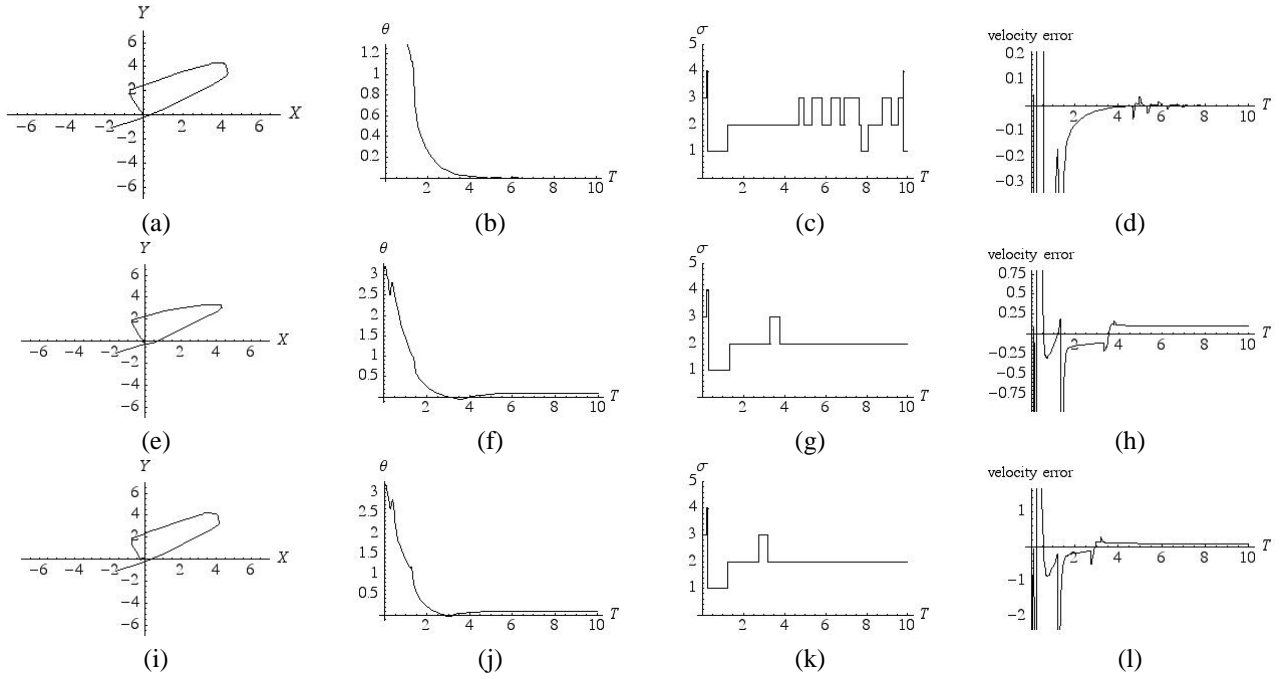 Y
6
4
2
-6 -4 -2 2 4 6 X
-2
-4
-6
(a)
θ
1.2
1
0.8
0.6
0.4
0.2
2 4 6 8 10 T
(b)
σ
5
4
3
2
1
2 4 6 8 10 T
(c)
velocity error
0.2
0.1
2 4 6 8 10 T
-0.1
-0.2
-0.3
(d)
Y
6
4
2
-6 -4 -2 2 4 6 X
-2
-4
-6
(e)
θ
3
2.5
2
1.5
1
0.5
2 4 6 8 10 T
(f)
σ
5
4
3
2
1
2 4 6 8 10 T
(g)
velocity error
0.75
0.5
0.25
2 4 6 8 10 T
-0.25
-0.5
-0.75
(h)
Y
6
4
2
-6 -4 -2 2 4 6 X
-2
-4
-6
(i)
θ
3
2.5
2
1.5
1
0.5
2 4 6 8 10 T
(j)
σ
5
4
3
2
1
2 4 6 8 10 T
(k)
velocity error
1
2 4 6 8 10 T
-1
-2
(l)